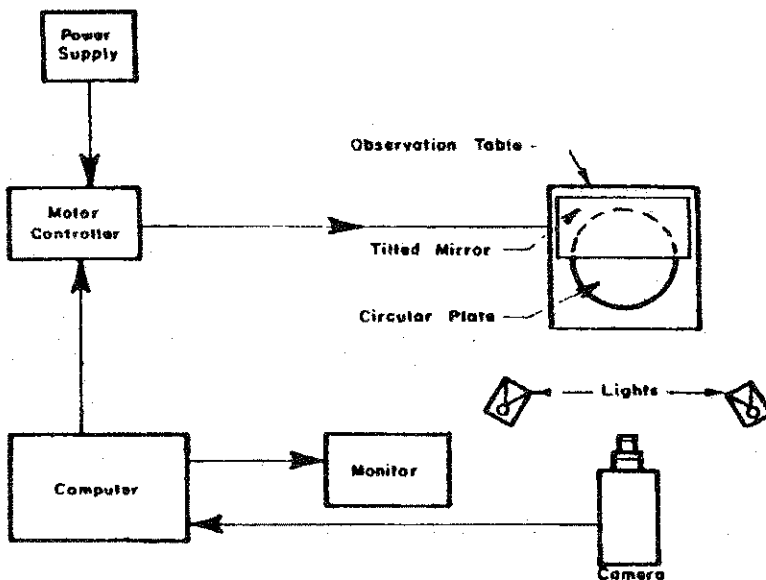 Power
Supply
Observation Table
Motor
Controller
Tilted Mirror
Circular Plate
Lights
Computer
Monitor
Camera